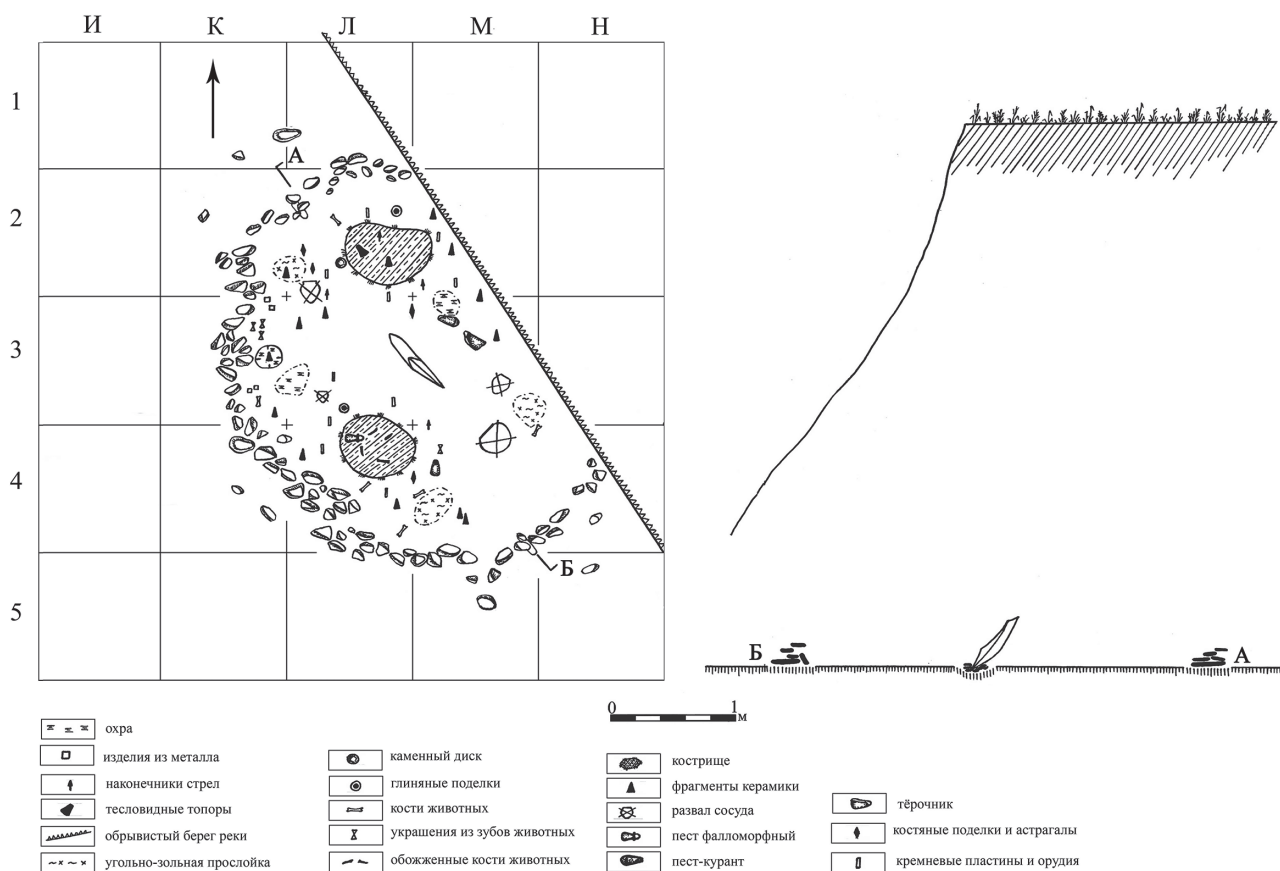 И К Л М Н
1
А
2
3
4
Б
5
Б А
0 1
м
охра
изделия из металла
наконечники стрел
тесловидные топоры
обрывистый берег реки
угольно-зольная прослойка
каменный диск
глиняные поделки
кости животных
украшения из зубов животных
обожженные кости животных
кострище
фрагменты керамики
развал сосуда
пест фалломорфный
пест-курант
тёрочник
костяные поделки и астрагалы
кремневые пластины и орудия